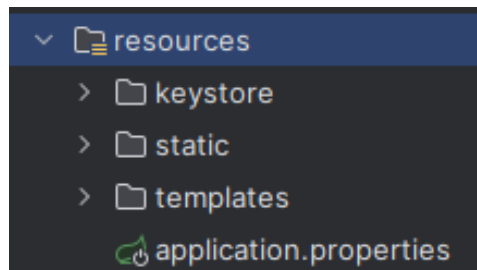 resources
keystore
static
templates
application.properties